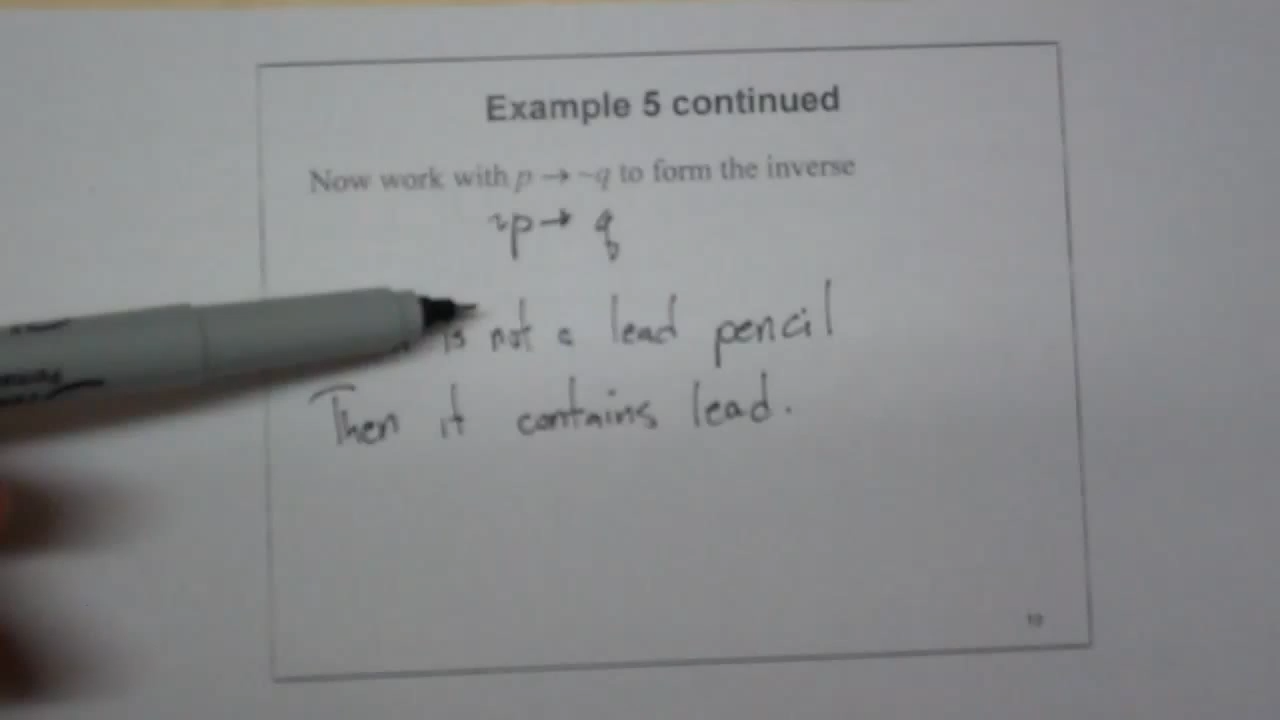 Example 5 continued
Now work with p → ~q to form the inverse
~p → q
is not a lead pencil
Then it contains lead.